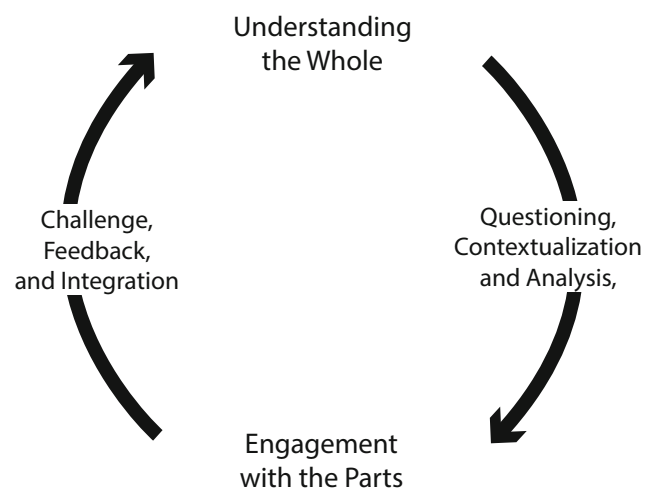 Understanding
the Whole
Questioning,
Contextualization
and Analysis,
Engagement
with the Parts
Challenge,
Feedback,
and Integration